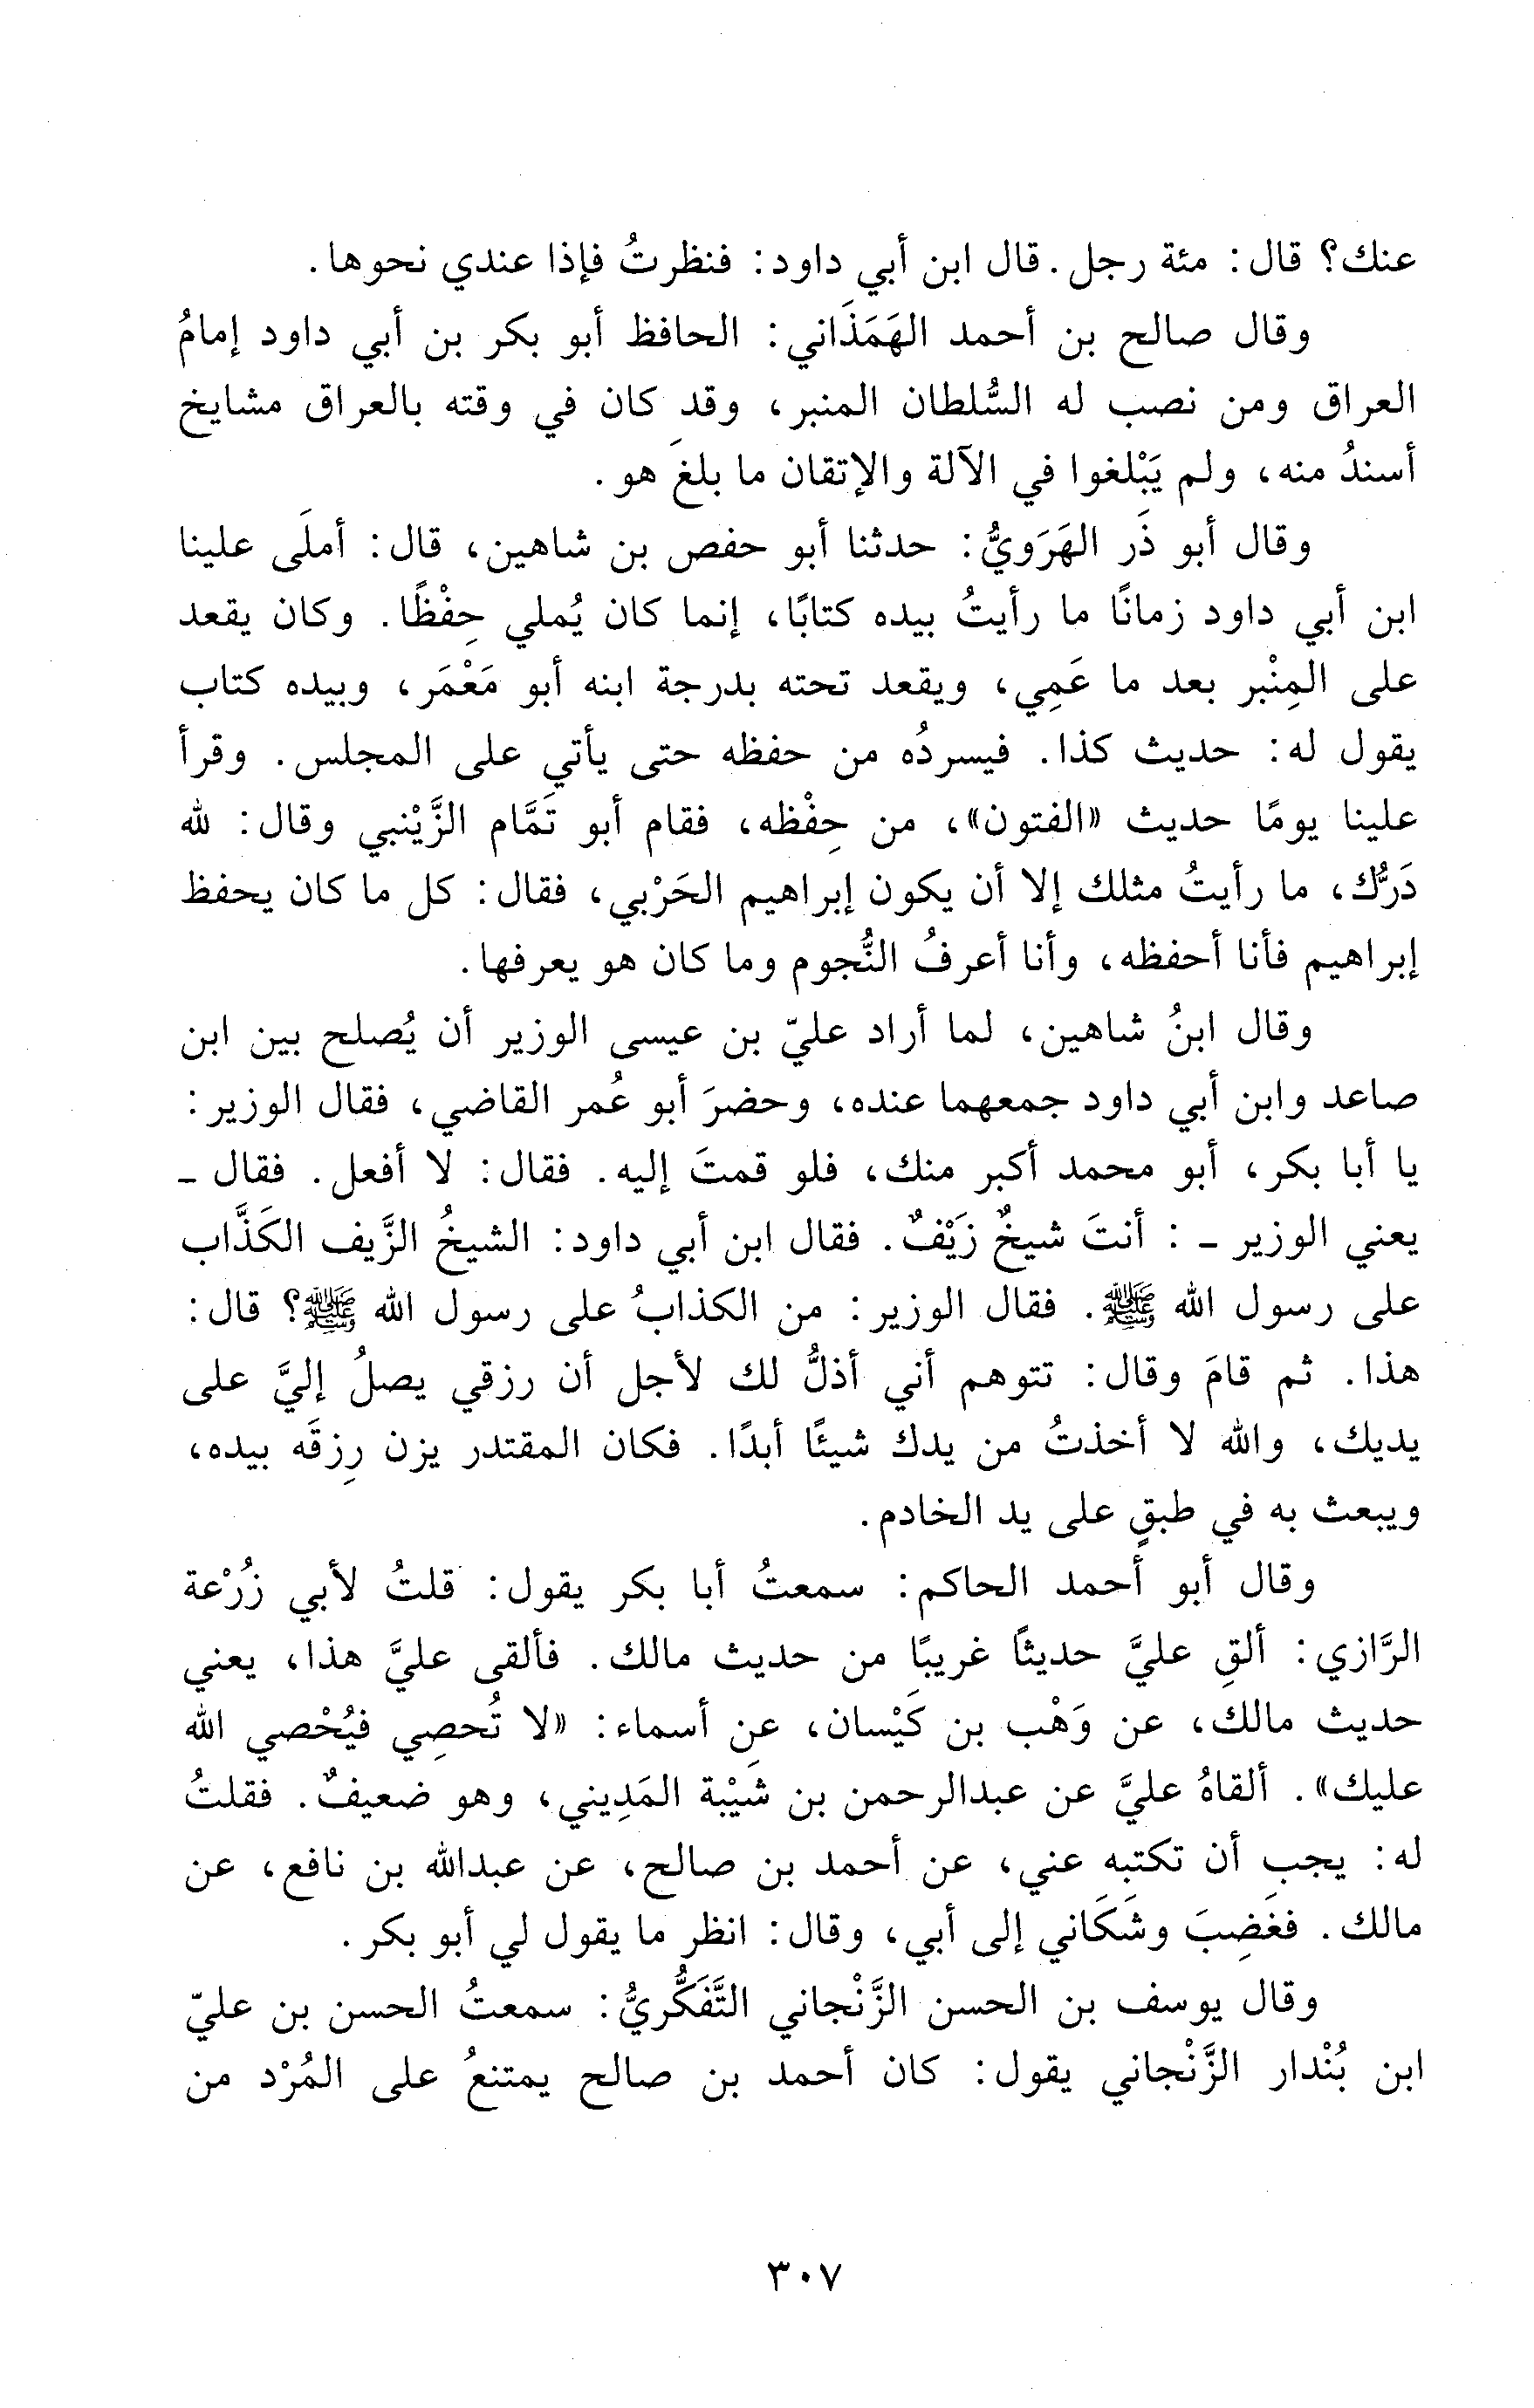 عنك؟ قال: مئة رجل. قال ابن أبي داود: فنظرتُ فإذا عندي نحوها.
وقال صالح بن أحمد الهَمَذَاني: الحافظ أبو بكر بن أبي داود إمامُ
العراق ومن نصب له السُّلطان المنبر، وقد كان في وقته بالعراق مشايخ
أسندُ منه، ولم يَبْلغوا في الآلة والإتقان ما بلغَ هو.
وقال أبو ذَر الهَرَويُّ: حدثنا أبو حفص بن شاهين، قال: أملَى علينا
ابن أبي داود زمانًا ما رأيتُ بيده كتابًا، إنما كان يُملي حِفْظًا. وكان يقعد
على المِنْبر بعد ما عَمِي، ويقعد تحته بدرجة ابنه أبو مَعْمَر، وبيده كتاب
يقول له: حديث كذا. فيسردُه من حفظه حتى يأتي على المجلس. وقرأ
علينا يومًا حديث «الفتون»، من حِفْظه، فقام أبو تَمَّام الزَّيْنبي وقال: لله
دَرُّك، ما رأيتُ مثلك إلا أن يكون إبراهيم الحَرْبي، فقال: كل ما كان يحفظ
إبراهيم فأنا أحفظه، وأنا أعرفُ النُّجوم وما كان هو يعرفها.
وقال ابنُ شاهين، لما أراد عليّ بن عيسى الوزير أن يُصلح بين ابن
صاعد وابن أبي داود جمعهما عنده، وحضرَ أبو عُمر القاضي، فقال الوزير:
يا أبا بكر، أبو محمد أكبر منك، فلو قمتَ إليه. فقال: لا أفعل. فقال -
يعني الوزير - : أنتَ شيخٌ زَيْفٌ. فقال ابن أبي داود: الشيخُ الزَّيف الكَذَّاب
على رسول الله ﷺ. فقال الوزير: من الكذابُ على رسول الله ﷺ؟ قال:
هذا. ثم قامَ وقال: تتوهم أني أذلُّ لك لأجل أن رزقي يصلُ إليَّ على
يديك، والله لا أخذتُ من يدك شيئًا أبدًا. فكان المقتدر يزن رِزقَه بيده،
ويبعث به في طبقٍ على يد الخادم.
وقال أبو أحمد الحاكم: سمعتُ أبا بكر يقول: قلتُ لأبي زُرْعة
الرَّازي: ألقِ عليَّ حديثًا غريبًا من حديث مالك. فألقى عليَّ هذا، يعني
حديث مالك، عن وَهْب بن كَيْسان، عن أسماء: «لا تُحصِي فيُحْصي الله
عليك». ألقاهُ عليَّ عن عبدالرحمن بن شَيْبة المَدِيني، وهو ضعيفٌ. فقلتُ
له: يجب أن تكتبه عني، عن أحمد بن صالح، عن عبدالله بن نافع، عن
مالك. فغَضِبَ وشَكَاني إلى أبي، وقال: انظر ما يقول لي أبو بكر.
وقال يوسف بن الحسن الزَّنْجاني التَّفَكُّريُّ: سمعتُ الحسن بن عليّ
ابن بُنْدار الزَّنْجاني يقول: كان أحمد بن صالح يمتنعُ على المُرْد من
٣٠٧